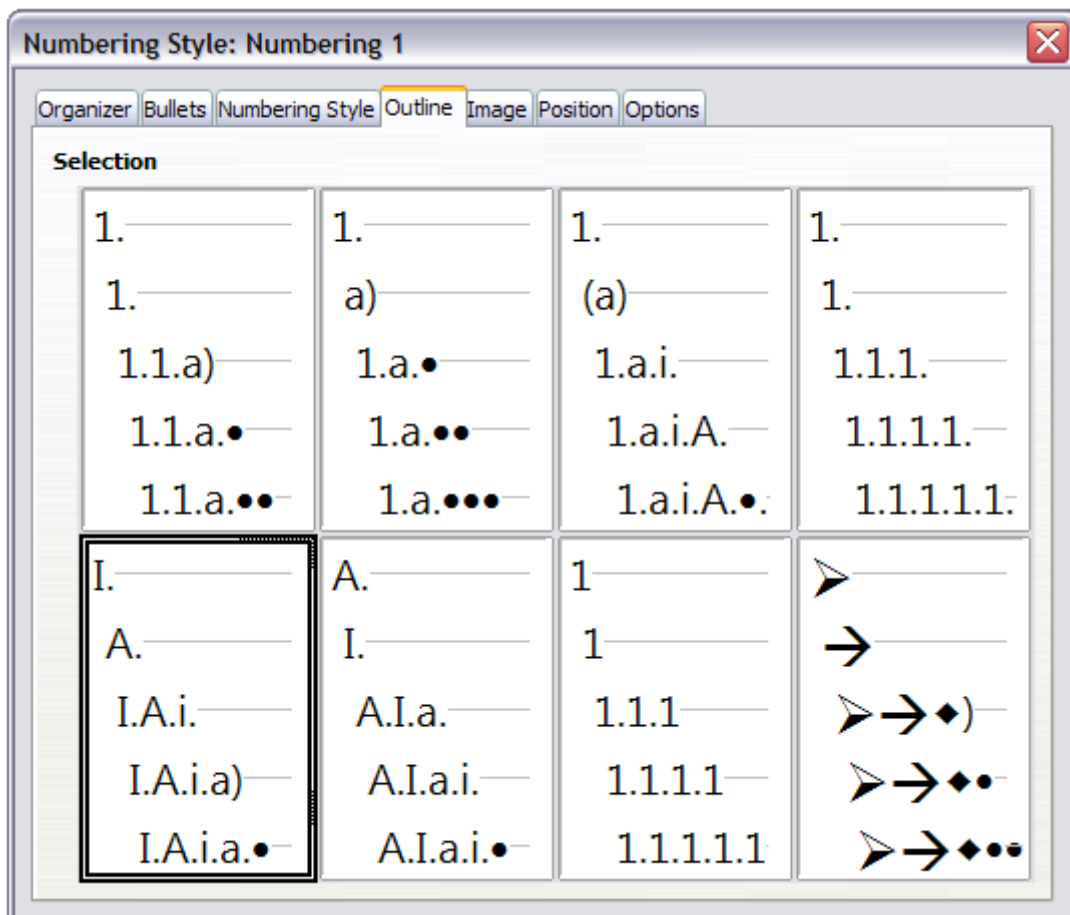 Numbering Style: Numbering 1
Organizer Bullets Numbering Style Outline Image Position Options
Selection
1.
1.
1.1.a)
1.1.a.•
1.1.a.••
1.
a)
1.a.•
1.a.••
1.a.•••
1.
(a)
1.a.i.
1.a.i.A.
1.a.i.A.•.
1.
1.
1.1.1.
1.1.1.1.
1.1.1.1.1.
I.
A.
I.A.i.
I.A.i.a)
I.A.i.a.•
A.
I.
A.I.a.
A.I.a.i.
A.I.a.i.•
1
1
1.1.1
1.1.1.1
1.1.1.1.1
➢
→
➢→◆)
➢→◆•
➢→◆••